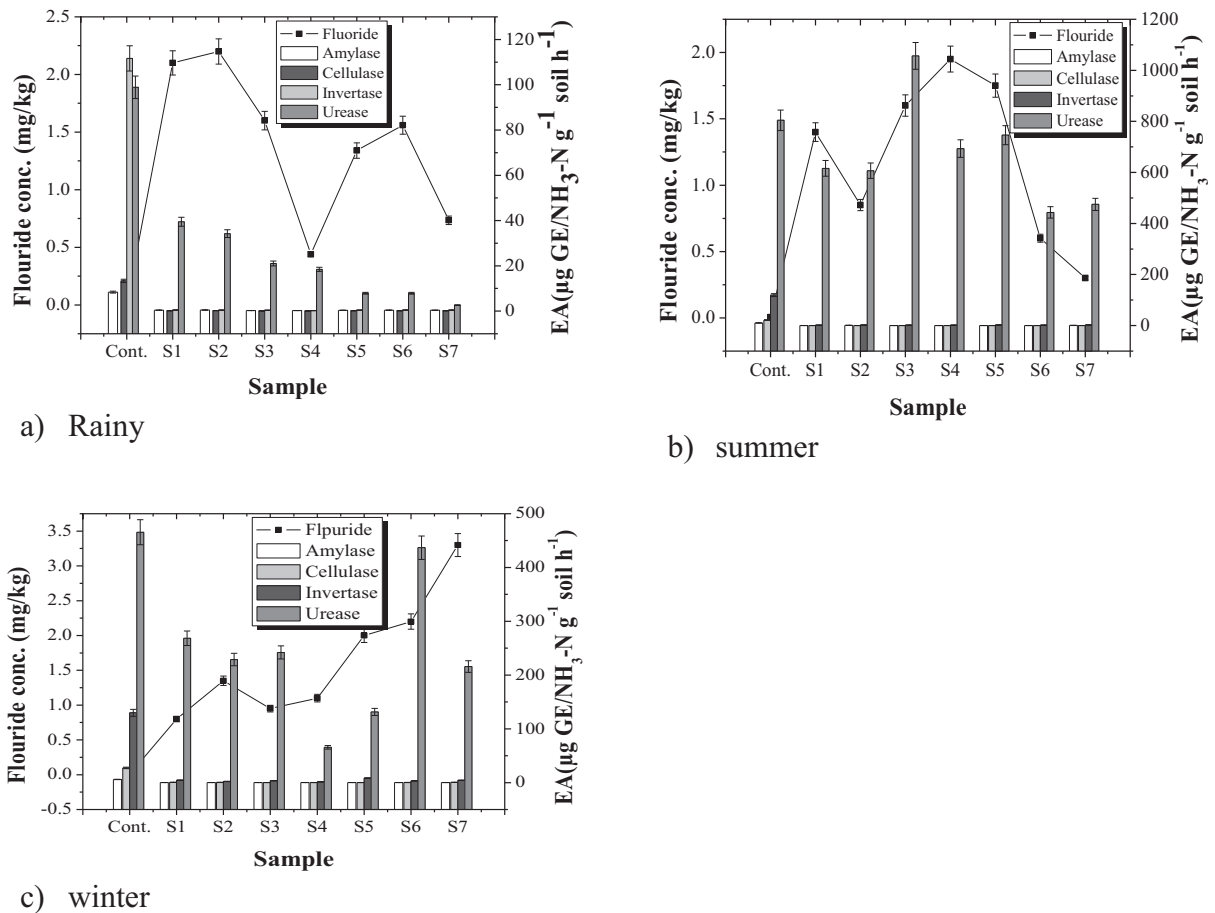 2.5
2.0
1.5
1.0
0.5
0.0
Flouride conc. (mg/kg)
Fluoride
Amylase
Cellulase
Invertase
Urease
120
100
80
60
40
20
0
EA(µg GE/NH3-N g-1 soil h-1
Cont. S1 S2 S3 S4 S5 S6 S7
Sample
a) Rainy
2.0
1.5
1.0
0.5
0.0
Flouride conc. (mg/kg)
Flouride
Amylase
Cellulase
Invertase
Urease
1200
1000
800
600
400
200
0
EA(µg GE/NH3-N g-1 soil h-1)
Cont. S1 S2 S3 S4 S5 S6 S7
Sample
b) summer
3.5
3.0
2.5
2.0
1.5
1.0
0.5
0.0
-0.5
Flouride conc. (mg/kg)
Flpuride
Amylase
Cellulase
Invertase
Urease
500
400
300
200
100
0
EA(µg GE/NH3-N g-1 soil h-1)
Cont. S1 S2 S3 S4 S5 S6 S7
Sample
c) winter